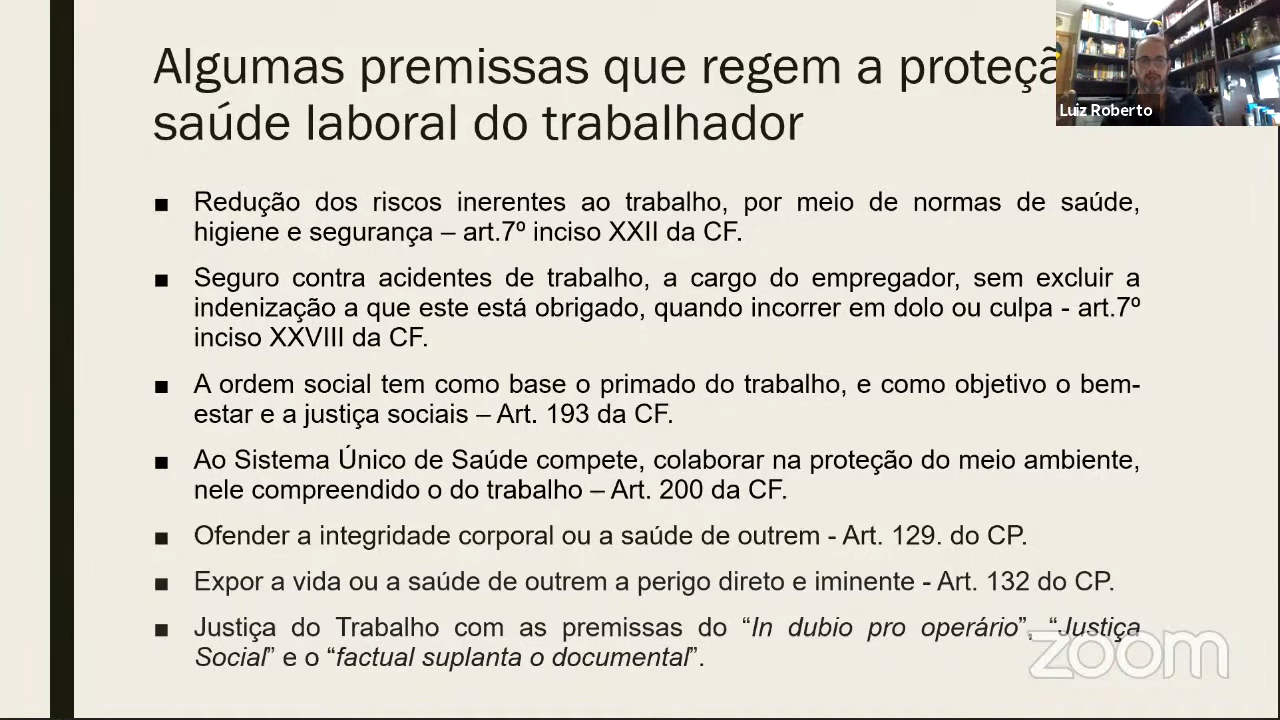 Algumas premissas que regem a proteçã
saúde laboral do trabalhador
Luiz Roberto
■ Redução dos riscos inerentes ao trabalho, por meio de normas de saúde,
higiene e segurança – art.7º inciso XXII da CF.
■ Seguro contra acidentes de trabalho, a cargo do empregador, sem excluir a
indenização a que este está obrigado, quando incorrer em dolo ou culpa - art.7º
inciso XXVIII da CF.
■ A ordem social tem como base o primado do trabalho, e como objetivo o bem-
estar e a justiça sociais – Art. 193 da CF.
■ Ao Sistema Único de Saúde compete, colaborar na proteção do meio ambiente,
nele compreendido o do trabalho – Art. 200 da CF.
■ Ofender a integridade corporal ou a saúde de outrem - Art. 129. do CP.
■ Expor a vida ou a saúde de outrem a perigo direto e iminente - Art. 132 do CP.
■ Justiça do Trabalho com as premissas do “In dubio pro operário”, “Justiça
Social” e o “factual suplanta o documental”.
zoom